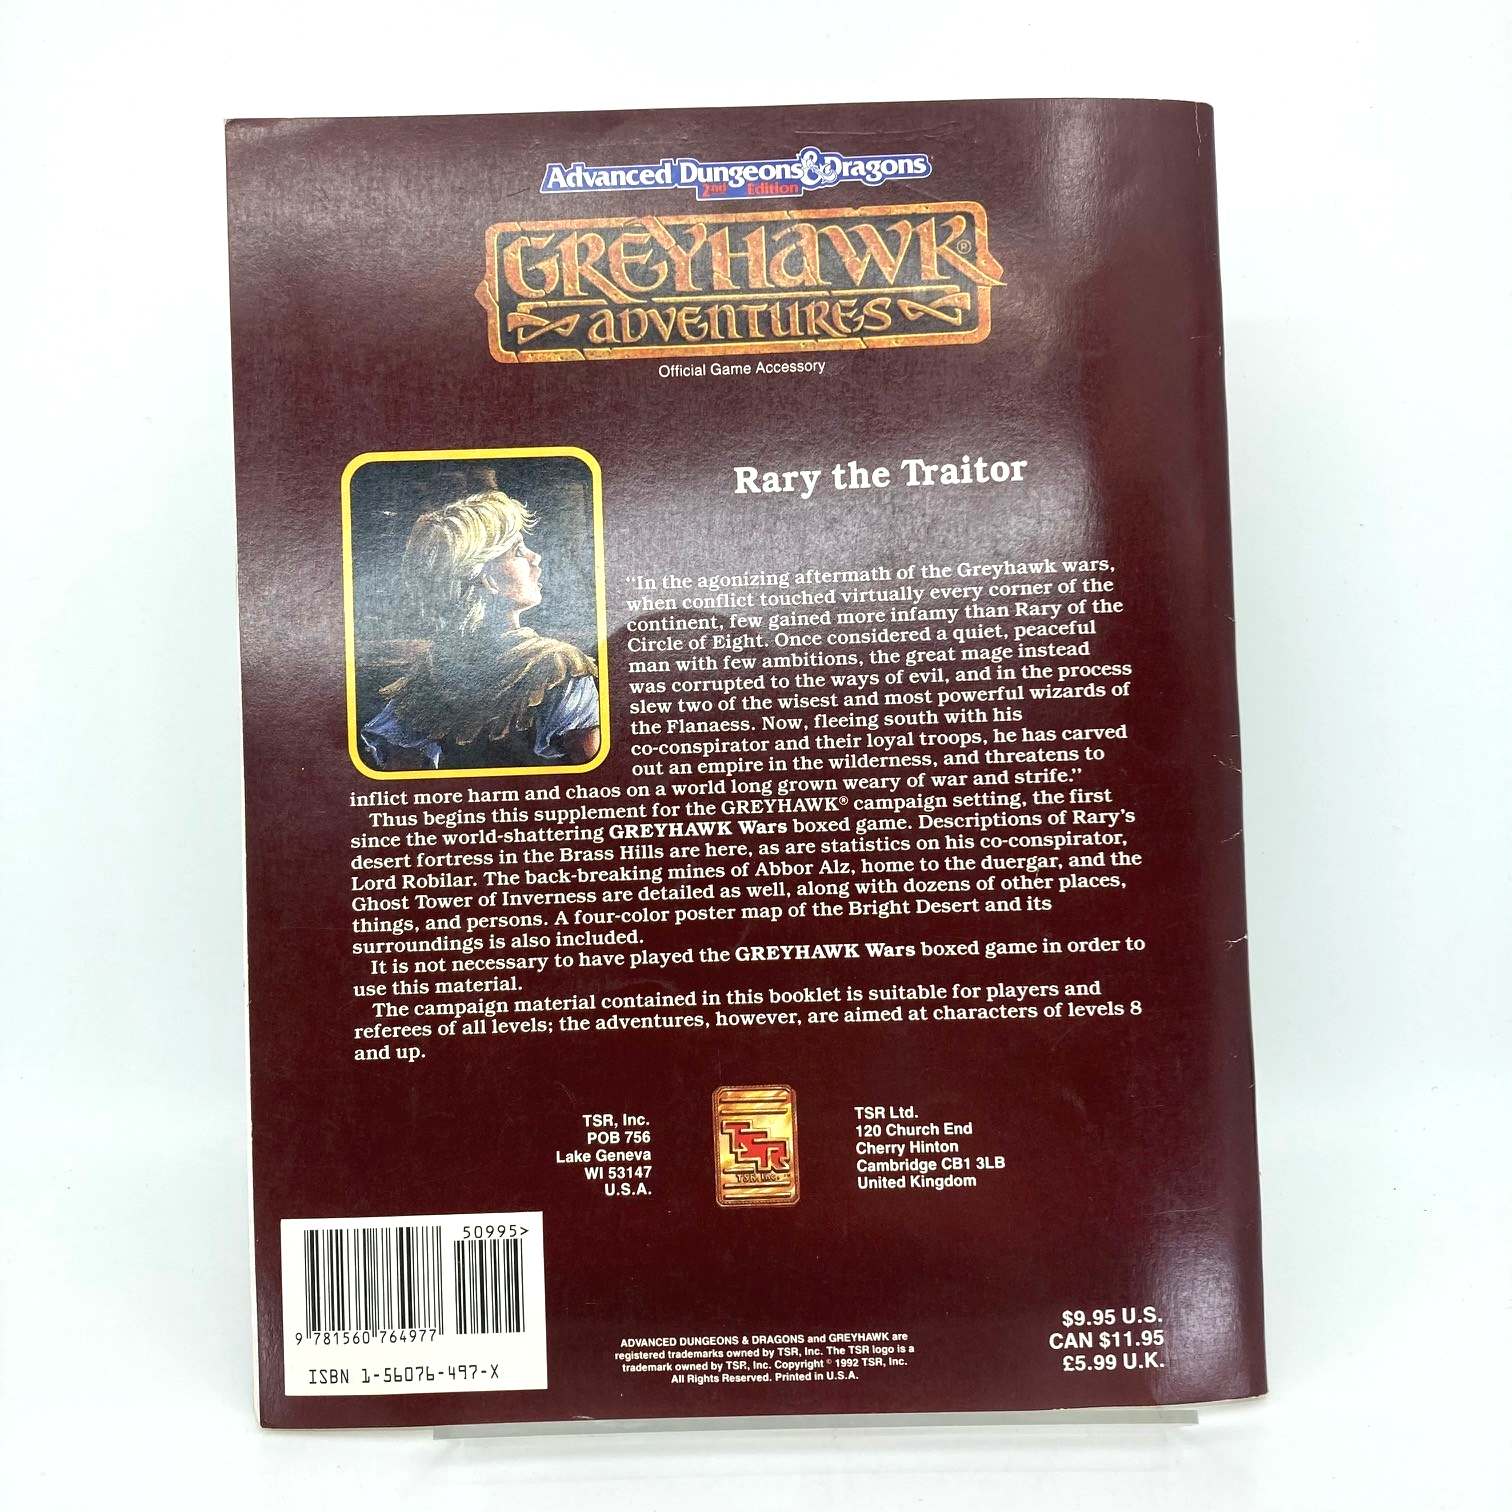 Advanced Dungeons & Dragons
2nd Edition
GREYHAWK®
ADVENTURES
Official Game Accessory
Rary the Traitor
“In the agonizing aftermath of the Greyhawk wars,
when conflict touched virtually every corner of the
continent, few gained more infamy than Rary of the
Circle of Eight. Once considered a quiet, peaceful
man with few ambitions, the great mage instead
was corrupted to the ways of evil, and in the process
slew two of the wisest and most powerful wizards of
the Flanaess. Now, fleeing south with his
co-conspirator and their loyal troops, he has carved
out an empire in the wilderness, and threatens to
inflict more harm and chaos on a world long grown weary of war and strife.”
Thus begins this supplement for the GREYHAWK® campaign setting, the first
since the world-shattering GREYHAWK Wars boxed game. Descriptions of Rary's
desert fortress in the Brass Hills are here, as are statistics on his co-conspirator,
Lord Robilar. The back-breaking mines of Abbor Alz, home to the duergar, and the
Ghost Tower of Inverness are detailed as well, along with dozens of other places,
things, and persons. A four-color poster map of the Bright Desert and its
surroundings is also included.
It is not necessary to have played the GREYHAWK Wars boxed game in order to
use this material.
The campaign material contained in this booklet is suitable for players and
referees of all levels; the adventures, however, are aimed at characters of levels 8
and up.
TSR, Inc.
POB 756
Lake Geneva
WI 53147
U.S.A.
TSR
TSR, INC.™
TSR Ltd.
120 Church End
Cherry Hinton
Cambridge CB1 3LB
United Kingdom
50995>
9 781560 764977
ISBN 1-56076-497-X
ADVANCED DUNGEONS & DRAGONS and GREYHAWK are
registered trademarks owned by TSR, Inc. The TSR logo is a
trademark owned by TSR, Inc. Copyright © 1992 TSR, Inc.
All Rights Reserved. Printed in U.S.A.
$9.95 U.S.
CAN $11.95
£5.99 U.K.